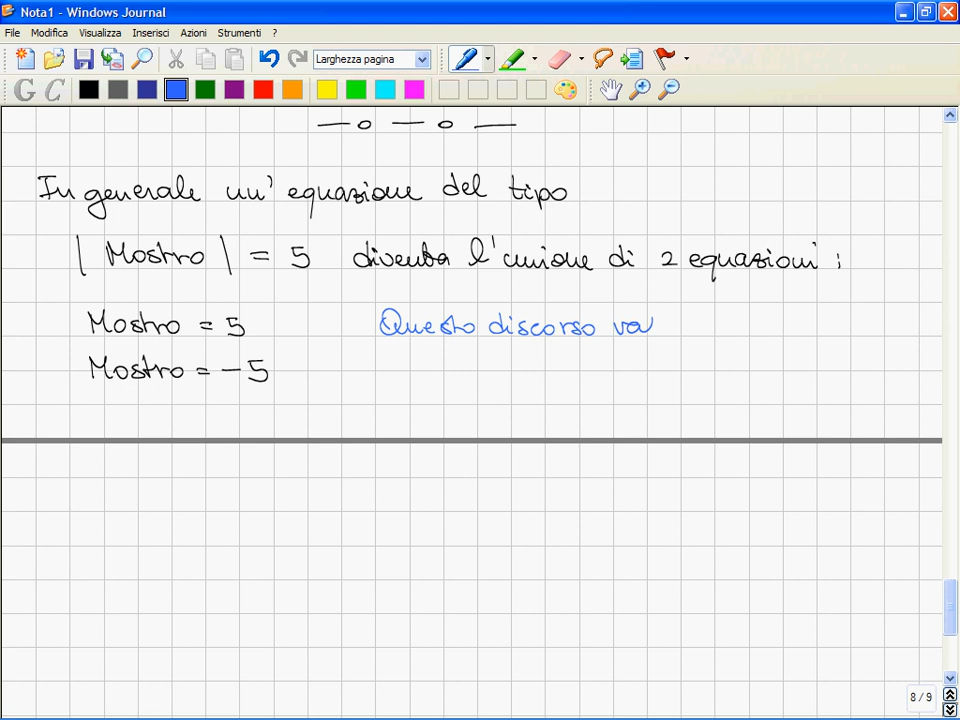 Nota1 - Windows Journal
File Modifica Visualizza Inserisci Azioni Strumenti ?
Larghezza pagina
G C
— o — o —
In generale un' equazione del tipo
| Mostro | = 5 diventa l'unione di 2 equazioni :
Mostro = 5 Questo discorso va
Mostro = - 5
8 / 9